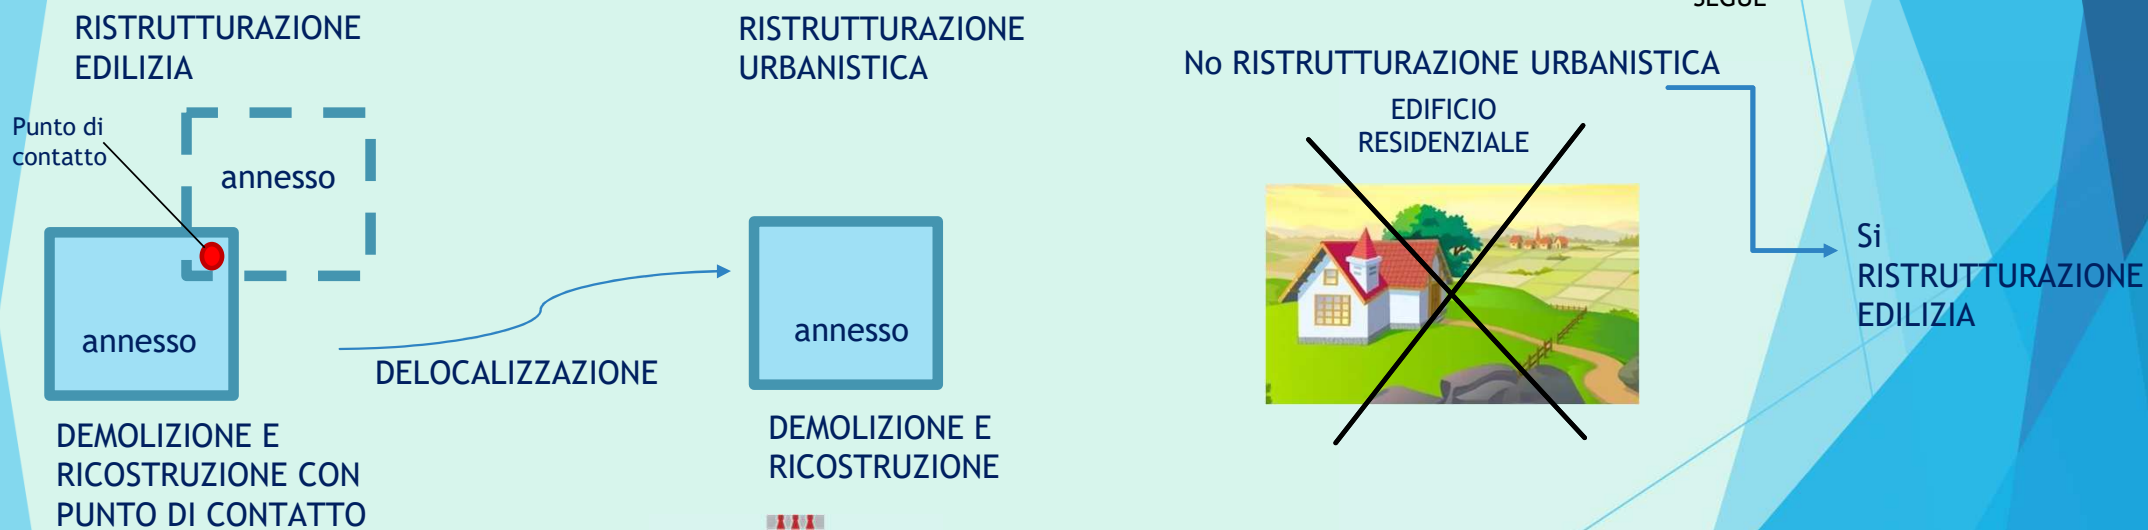 SEGUE
RISTRUTTURAZIONE
EDILIZIA
Punto di
contatto
annesso
annesso
DEMOLIZIONE E
RICOSTRUZIONE CON
PUNTO DI CONTATTO
DELOCALIZZAZIONE
RISTRUTTURAZIONE
URBANISTICA
annesso
DEMOLIZIONE E
RICOSTRUZIONE
No RISTRUTTURAZIONE URBANISTICA
EDIFICIO
RESIDENZIALE
Si
RISTRUTTURAZIONE
EDILIZIA